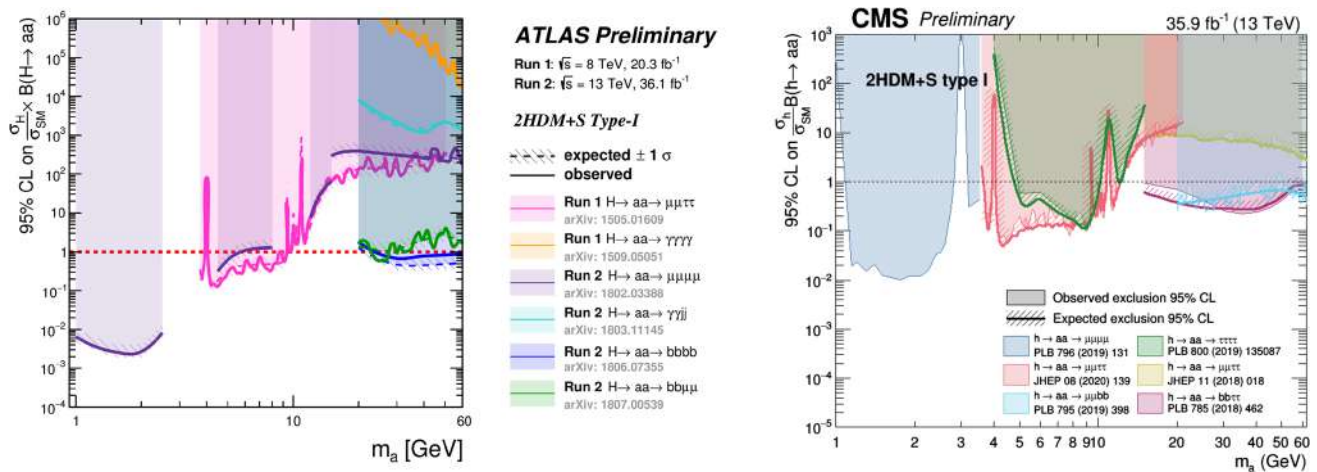 95% CL on σH/σSM × B(H→ aa)
10⁶
10⁵
10⁴
10³
10²
10
1
10⁻¹
10⁻²
10⁻³
10⁻⁴
1
10
60
mₐ [GeV]
ATLAS Preliminary
Run 1: √s = 8 TeV, 20.3 fb⁻¹
Run 2: √s = 13 TeV, 36.1 fb⁻¹
2HDM+S Type-I
expected ± 1 σ
observed
Run 1 H→ aa→ μμττ
arXiv: 1505.01609
Run 1 H→ aa→ γγγγ
arXiv: 1509.05051
Run 2 H→ aa→ μμμμ
arXiv: 1802.03388
Run 2 H→ aa→ γγjj
arXiv: 1803.11145
Run 2 H→ aa→ bbbb
arXiv: 1806.07355
Run 2 H→ aa→ bbμμ
arXiv: 1807.00539
CMS Preliminary
35.9 fb⁻¹ (13 TeV)
95% CL on σh/σSM B(h→ aa)
10³
10²
10
1
10⁻¹
10⁻²
10⁻³
10⁻⁴
10⁻⁵
2HDM+S type I
Observed exclusion 95% CL
Expected exclusion 95% CL
h → aa → μμμμ
PLB 796 (2019) 131
h → aa → ττττ
PLB 800 (2019) 135087
h → aa → μμττ
JHEP 08 (2020) 139
h → aa → μμττ
JHEP 11 (2018) 018
h → aa → μμbb
PLB 795 (2019) 398
h → aa → bbττ
PLB 785 (2018) 462
1 2 3 4 5 6 7 8 9 10 20 30 40 50 60
mₐ (GeV)